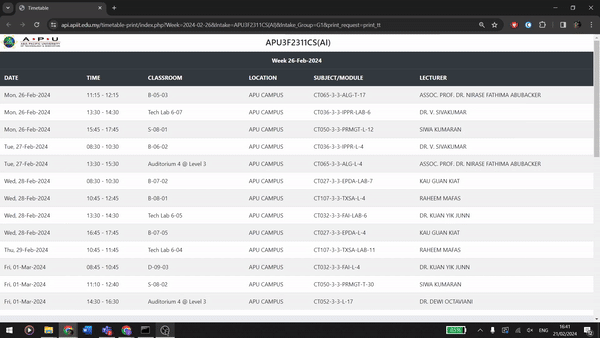 Timetable
api.apiit.edu.my/timetable-print/index.php?Week=2024-02-26&Intake=APU3F2311CS(AI)&Intake_Group=G1&print_request=print_tt
A • P • U
APU3F2311CS(AI)
Week 26-Feb-2024
DATE TIME CLASSROOM LOCATION SUBJECT/MODULE LECTURER
Mon, 26-Feb-2024 11:15 - 12:15 B-05-03 APU CAMPUS CT065-3-3-ALG-T-17 ASSOC. PROF. DR. NIRASE FATHIMA ABUBACKER
Mon, 26-Feb-2024 13:30 - 14:30 Tech Lab 6-07 APU CAMPUS CT036-3-3-IPPR-LAB-6 DR. V. SIVAKUMAR
Mon, 26-Feb-2024 15:45 - 17:45 S-08-01 APU CAMPUS CT050-3-3-PRMGT-L-12 SIWA KUMARAN
Tue, 27-Feb-2024 08:30 - 10:30 B-06-02 APU CAMPUS CT036-3-3-IPPR-L-4 DR. V. SIVAKUMAR
Tue, 27-Feb-2024 13:30 - 15:30 Auditorium 4 @ Level 3 APU CAMPUS CT065-3-3-ALG-L-4 ASSOC. PROF. DR. NIRASE FATHIMA ABUBACKER
Wed, 28-Feb-2024 08:30 - 10:30 B-07-02 APU CAMPUS CT027-3-3-EPDA-LAB-7 KAU GUAN KIAT
Wed, 28-Feb-2024 10:45 - 12:45 B-08-01 APU CAMPUS CT107-3-3-TXSA-L-4 RAHEEM MAFAS
Wed, 28-Feb-2024 13:30 - 14:30 Tech Lab 6-05 APU CAMPUS CT032-3-3-FAI-LAB-6 DR. KUAN YIK JUNN
Wed, 28-Feb-2024 16:45 - 17:45 B-07-05 APU CAMPUS CT027-3-3-EPDA-L-4 KAU GUAN KIAT
Thu, 29-Feb-2024 10:45 - 11:45 Tech Lab 6-04 APU CAMPUS CT107-3-3-TXSA-LAB-11 RAHEEM MAFAS
Fri, 01-Mar-2024 08:45 - 10:45 D-09-03 APU CAMPUS CT032-3-3-FAI-L-4 DR. KUAN YIK JUNN
Fri, 01-Mar-2024 11:10 - 12:40 S-08-02 APU CAMPUS CT050-3-3-PRMGT-T-30 SIWA KUMARAN
Fri, 01-Mar-2024 14:30 - 16:30 Auditorium 4 @ Level 3 APU CAMPUS CT052-3-3-L-17 DR. DEWI OCTAVIANI
ENG
16:41
21/02/2024